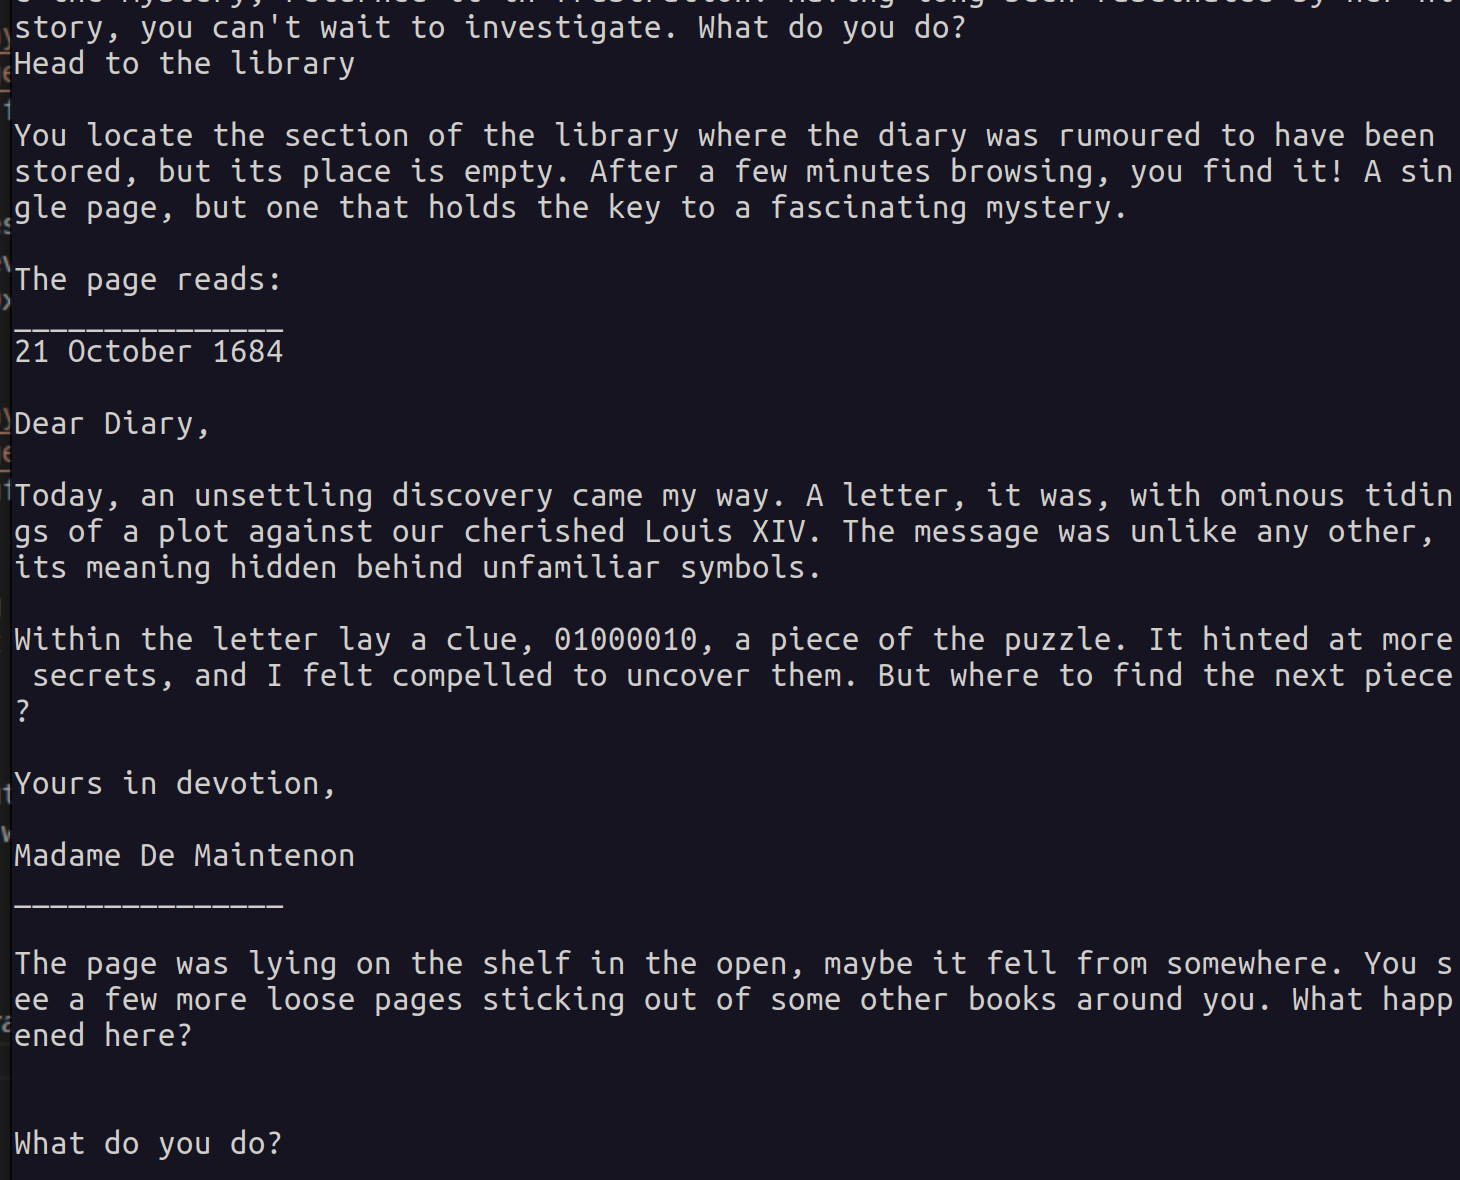 story, you can't wait to investigate. What do you do?
Head to the library
You locate the section of the library where the diary was rumoured to have been
stored, but its place is empty. After a few minutes browsing, you find it! A sin
gle page, but one that holds the key to a fascinating mystery.
The page reads:
_______________
21 October 1684
Dear Diary,
Today, an unsettling discovery came my way. A letter, it was, with ominous tidin
gs of a plot against our cherished Louis XIV. The message was unlike any other,
its meaning hidden behind unfamiliar symbols.
Within the letter lay a clue, 01000010, a piece of the puzzle. It hinted at more
secrets, and I felt compelled to uncover them. But where to find the next piece
?
Yours in devotion,
Madame De Maintenon
_______________
The page was lying on the shelf in the open, maybe it fell from somewhere. You s
ee a few more loose pages sticking out of some other books around you. What happ
ened here?
What do you do?